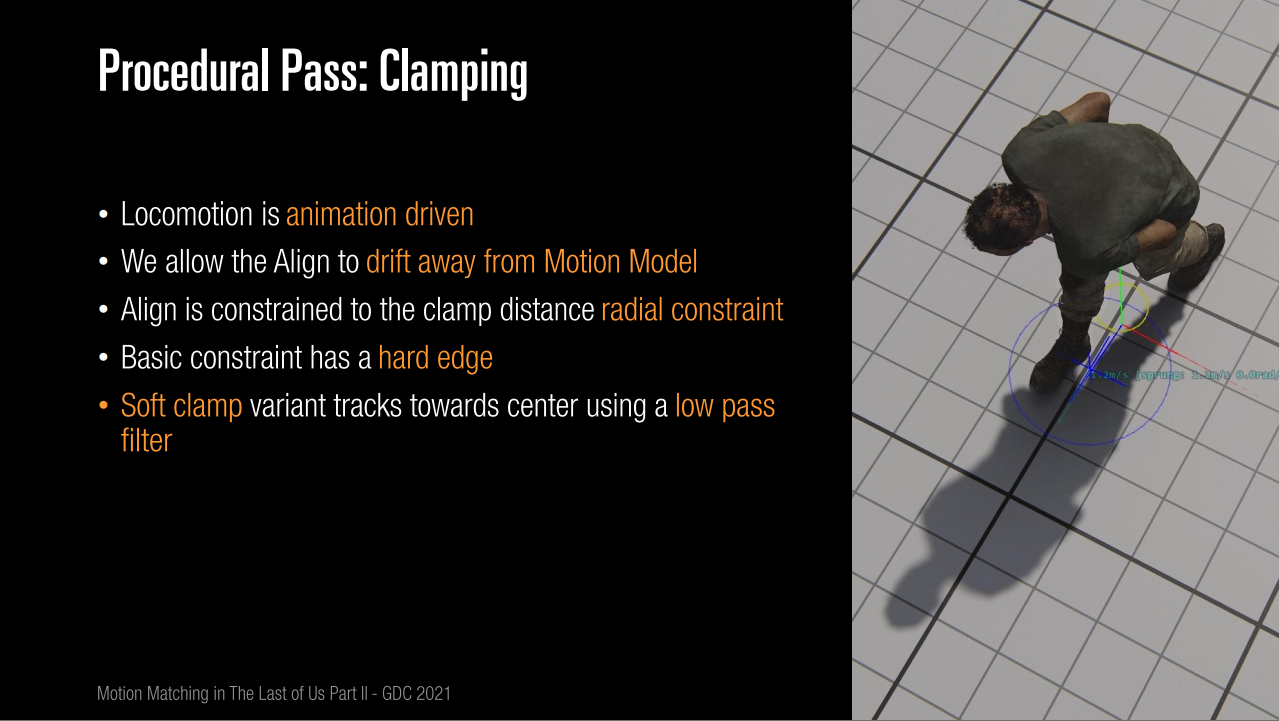 Procedural Pass: Clamping
• Locomotion is animation driven
• We allow the Align to drift away from Motion Model
• Align is constrained to the clamp distance radial constraint
• Basic constraint has a hard edge
• Soft clamp variant tracks towards center using a low pass
filter
1.2m/s
Motion Matching in The Last of Us Part II - GDC 2021